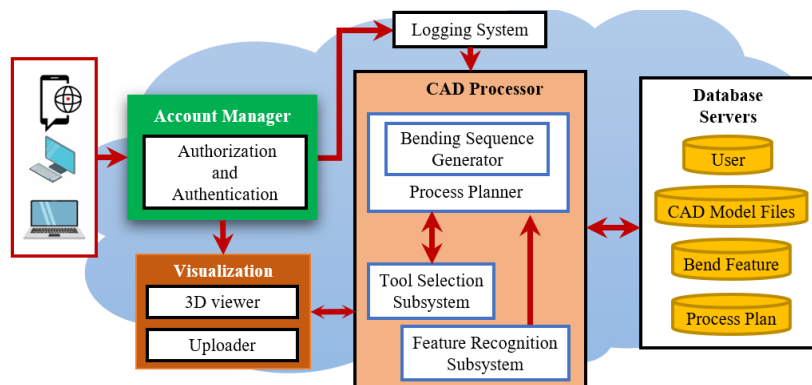 Logging System
Account Manager
Authorization
and
Authentication
Visualization
3D viewer
Uploader
CAD Processor
Bending Sequence
Generator
Process Planner
Tool Selection
Subsystem
Feature Recognition
Subsystem
Database
Servers
User
CAD Model Files
Bend Feature
Process Plan